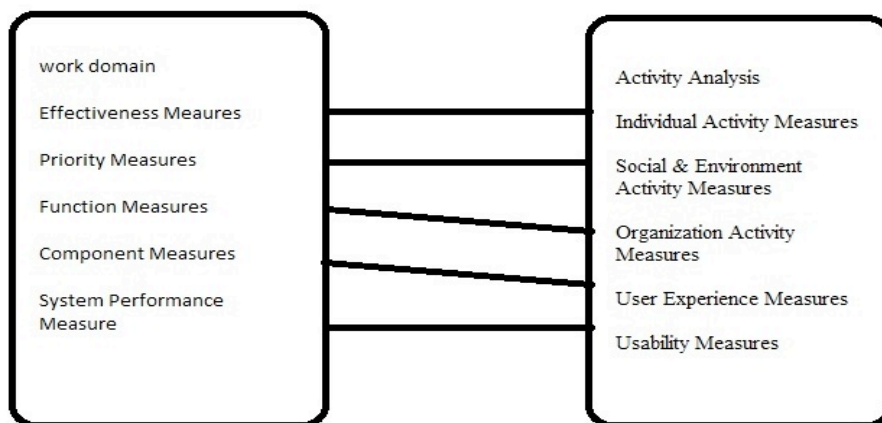 work domain
Effectiveness Meaures
Priority Measures
Function Measures
Component Measures
System Performance
Measure
Activity Analysis
Individual Activity Measures
Social & Environment
Activity Measures
Organization Activity
Measures
User Experience Measures
Usability Measures